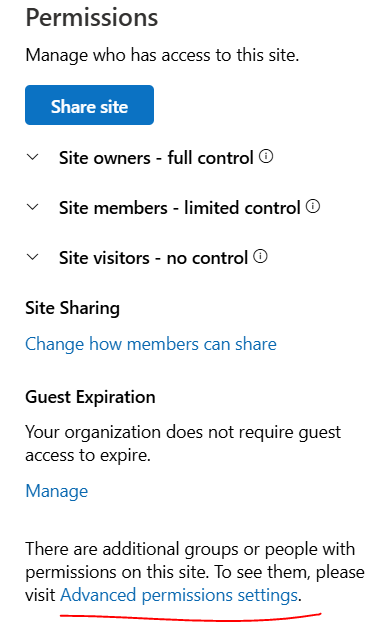 Permissions
Manage who has access to this site.
Share site
Site owners - full control
Site members - limited control
Site visitors - no control
Site Sharing
Change how members can share
Guest Expiration
Your organization does not require guest
access to expire.
Manage
There are additional groups or people with
permissions on this site. To see them, please
visit Advanced permissions settings.